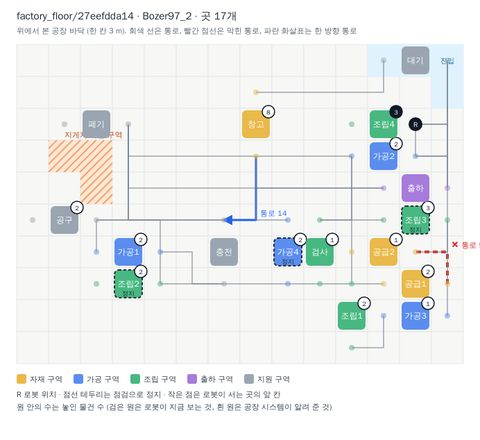 factory_floor/27eefdda14 · Bozer97_2 · 곳 17개
위에서 본 공장 바닥 (한 칸 3 m). 회색 선은 통로, 빨간 점선은 막힌 통로, 파란 화살표는 한 방향 통로
대기
진입
8
3
폐기
창고
조립4
R
지게차
구역
2
가공2
출하
2
3
공구
조립3
정지
통로 14
2
2
1
1
통로 5
가공1
충전
가공4
정지
검사
공급2
2
2
조립2
정지
공급1
2
1
조립1
가공3
자재 구역
가공 구역
조립 구역
출하 구역
지원 구역
R 로봇 위치 · 점선 테두리는 점검으로 정지 · 작은 점은 로봇이 서는 곳의 앞 칸
원 안의 수는 놓인 물건 수 (검은 원은 로봇이 지금 보는 것, 흰 원은 공장 시스템이 알려 준 것)